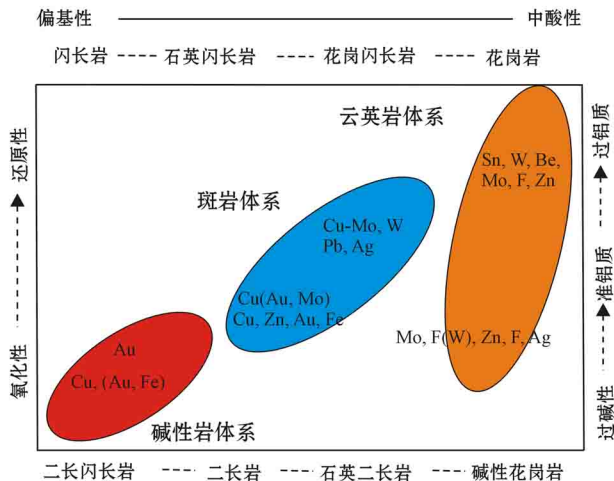 偏基性 中酸性
闪长岩 石英闪长岩 花岗闪长岩 花岗岩
云英岩体系
Sn, W, Be,
Mo, F, Zn
斑岩体系
Cu-Mo, W
Pb, Ag
Cu(Au, Mo)
Cu, Zn, Au, Fe
Mo, F(W), Zn, F, Ag
Au
Cu, (Au, Fe)
碱性岩体系
还原性
氧化性
过铝质
准铝质
过碱性
二长闪长岩 二长岩 石英二长岩 碱性花岗岩